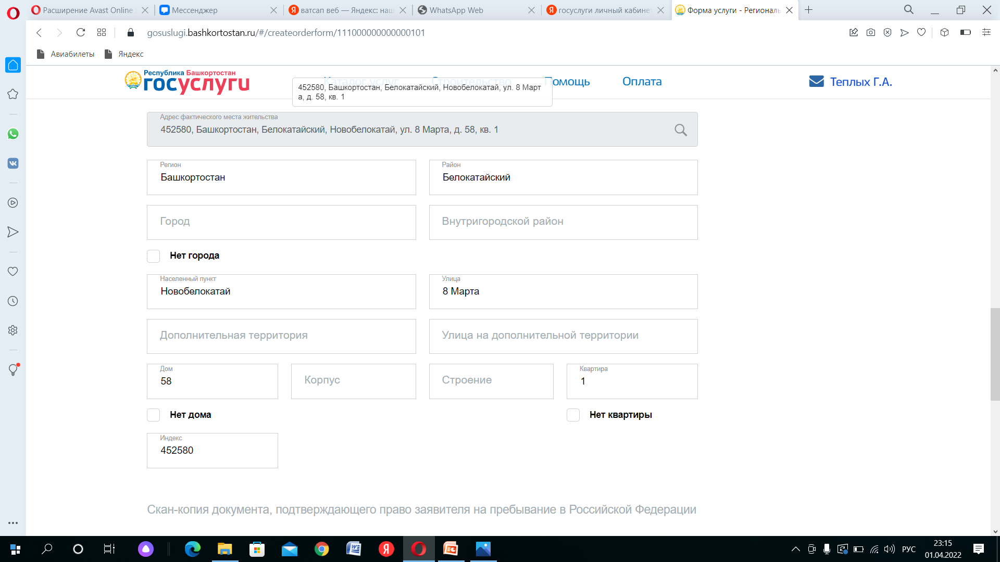 Расширение Avast Online
Мессенджер
ватсап веб — Яндекс: наш
WhatsApp Web
госуслуги личный кабинет
Форма услуги - Региональ
gosuslugi.bashkortostan.ru/#/createorderform/111000000000000101
Авиабилеты
Яндекс
Республика Башкортостан
госуслуги
Каталог услуг
Строительство
Помощь
Оплата
Теплых Г.А.
452580, Башкортостан, Белокатайский, Новобелокатай, ул. 8 Март
а, д. 58, кв. 1
Адрес фактического места жительства
452580, Башкортостан, Белокатайский, Новобелокатай, ул. 8 Марта, д. 58, кв. 1
Регион
Башкортостан
Район
Белокатайский
Город
Внутригородской район
Нет города
Населенный пункт
Новобелокатай
Улица
8 Марта
Дополнительная территория
Улица на дополнительной территории
Дом
58
Корпус
Строение
Квартира
1
Нет дома
Нет квартиры
Индекс
452580
Скан-копия документа, подтверждающего право заявителя на пребывание в Российской Федерации
РУС
23:15
01.04.2022